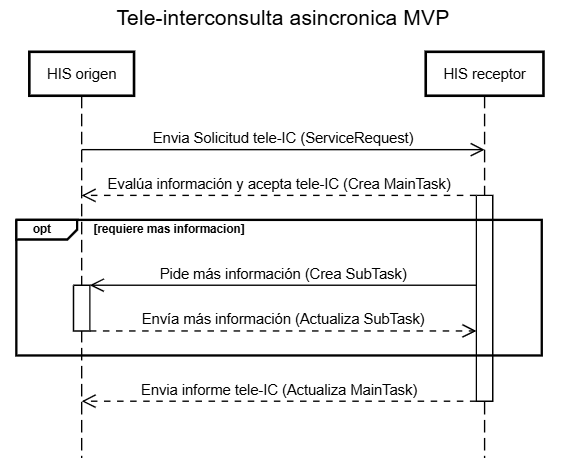 Tele-interconsulta asincronica MVP
HIS origen
HIS receptor
Envia Solicitud tele-IC (ServiceRequest)
Evalúa información y acepta tele-IC (Crea MainTask)
opt
[requiere mas informacion]
Pide más información (Crea SubTask)
Envía más información (Actualiza SubTask)
Envia informe tele-IC (Actualiza MainTask)